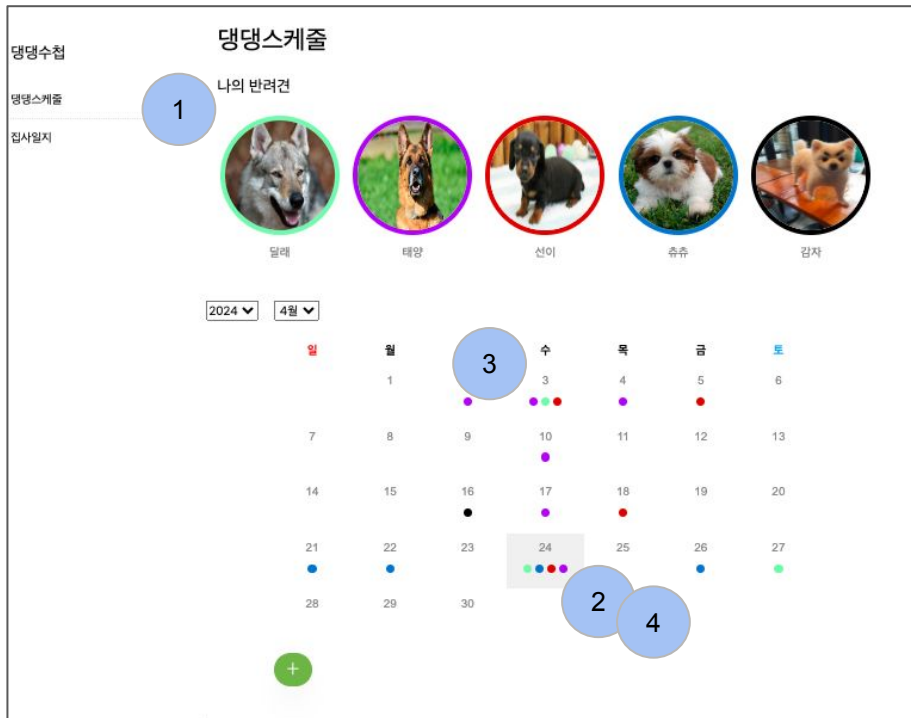 댕댕수첩
댕댕스케줄
집사일지
댕댕스케줄
나의 반려견
1
달래 태양 선이 츄츄 감자
2024 4월
일 월 수 목 금 토
3
1 3 4 5 6
7 8 9 10 11 12 13
14 15 16 17 18 19 20
21 22 23 24 25 26 27
28 29 30
2
4
+